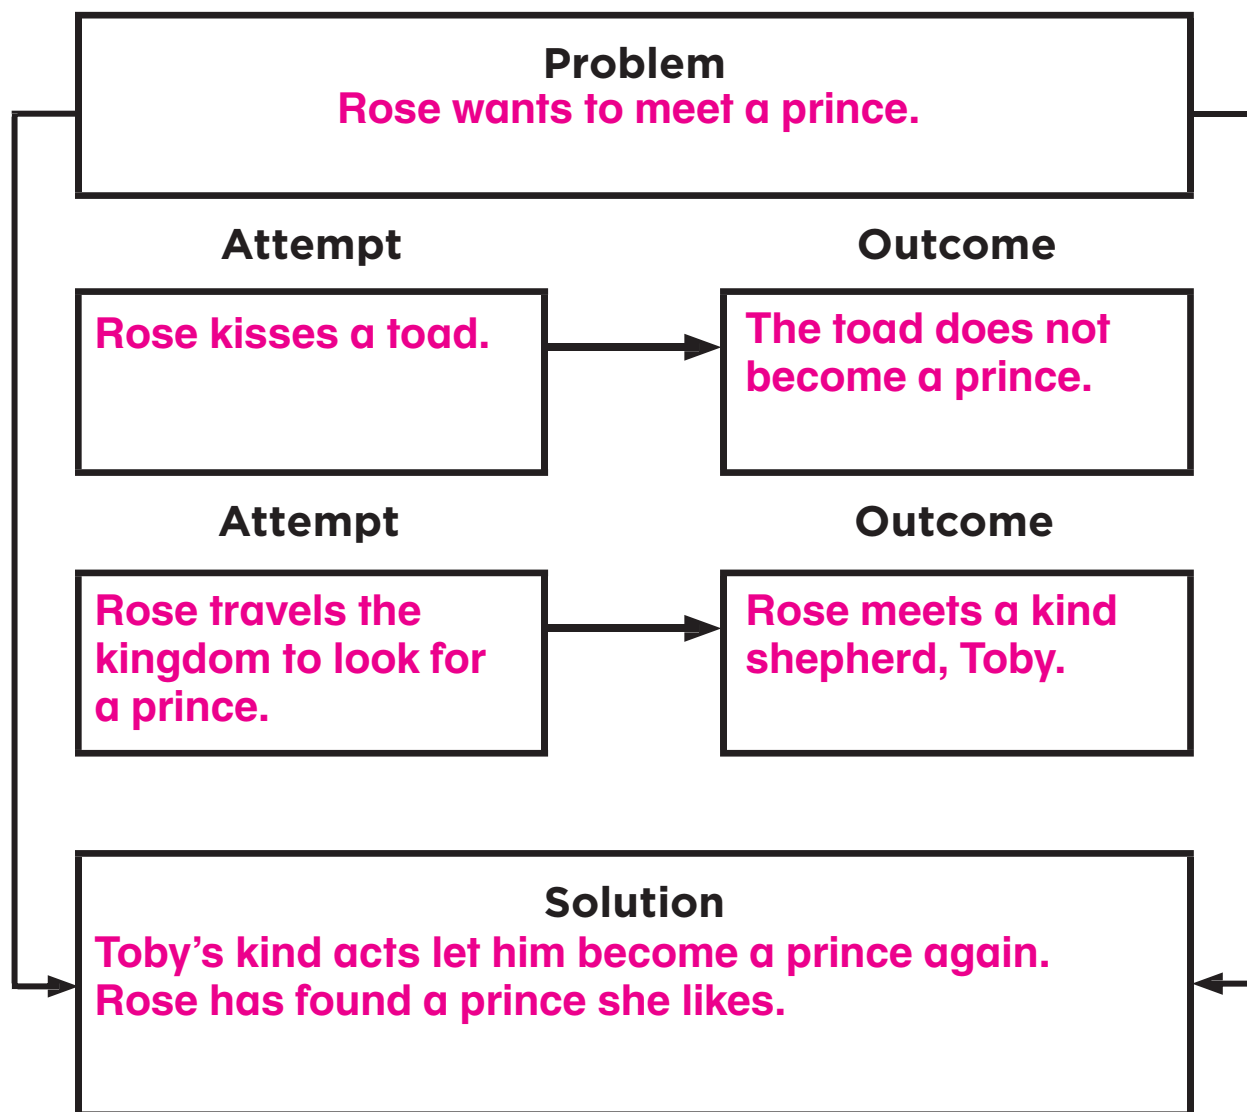 Problem
Rose wants to meet a prince.
Attempt
Outcome
Rose kisses a toad.
The toad does not
become a prince.
Attempt
Outcome
Rose travels the
kingdom to look for
a prince.
Rose meets a kind
shepherd, Toby.
Solution
Toby’s kind acts let him become a prince again.
Rose has found a prince she likes.